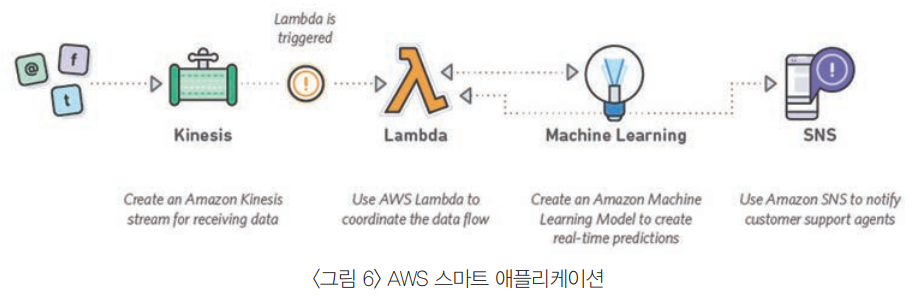 Lambda is
triggered
@
f
t
Kinesis
Lambda
Machine Learning
SNS
Create an Amazon Kinesis
stream for receiving data
Use AWS Lambda to
coordinate the data flow
Create an Amazon Machine
Learning Model to create
real-time predictions
Use Amazon SNS to notify
customer support agents
〈그림 6〉 AWS 스마트 애플리케이션